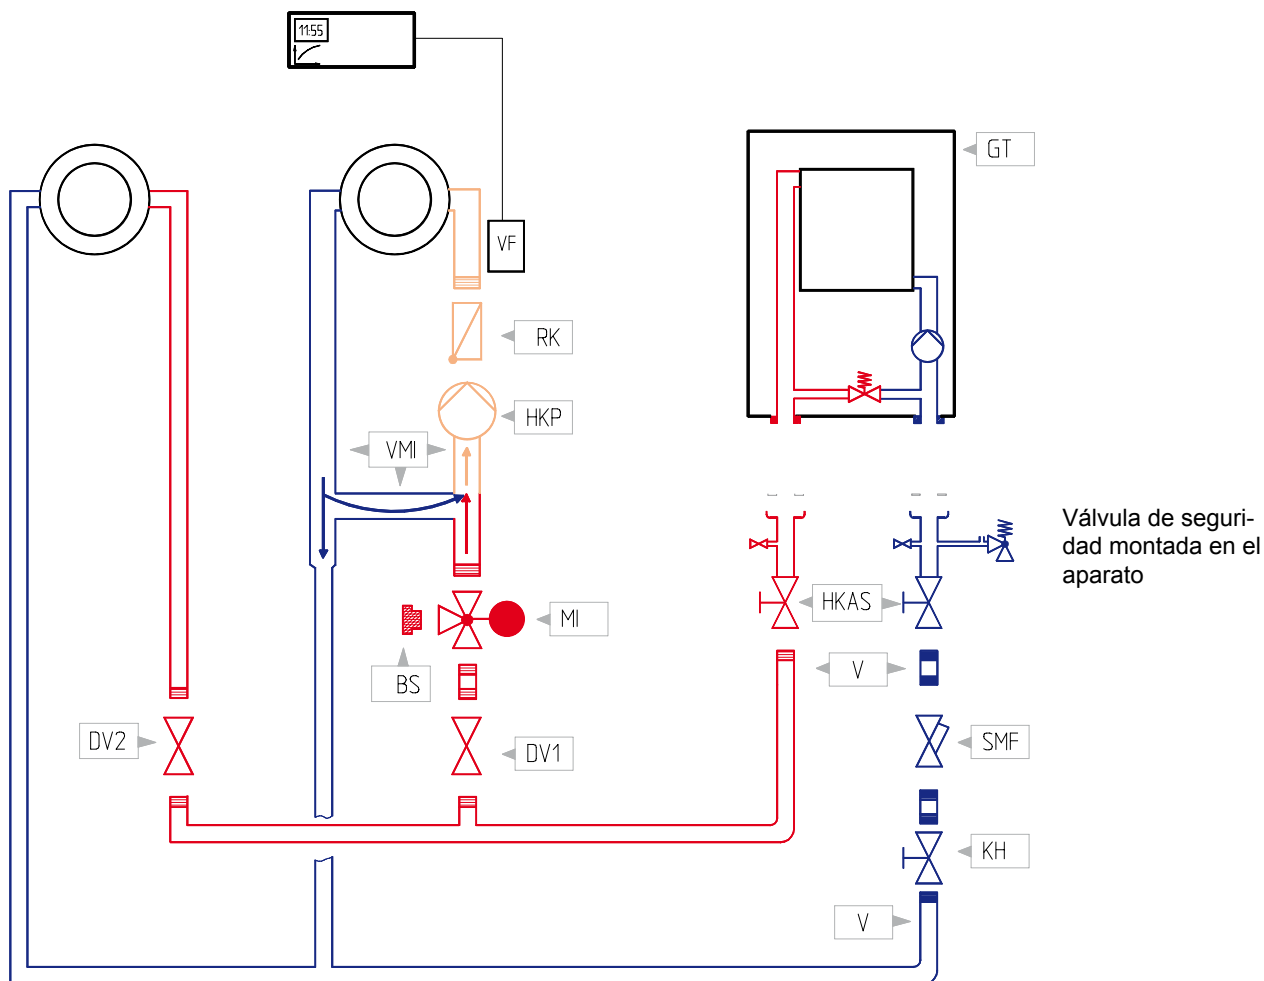 11:55
GT
VF
RK
HKP
VMI
Válvula de seguri-
dad montada en el
aparato
HKAS
MI
BS
V
DV2
DV1
SMF
KH
V